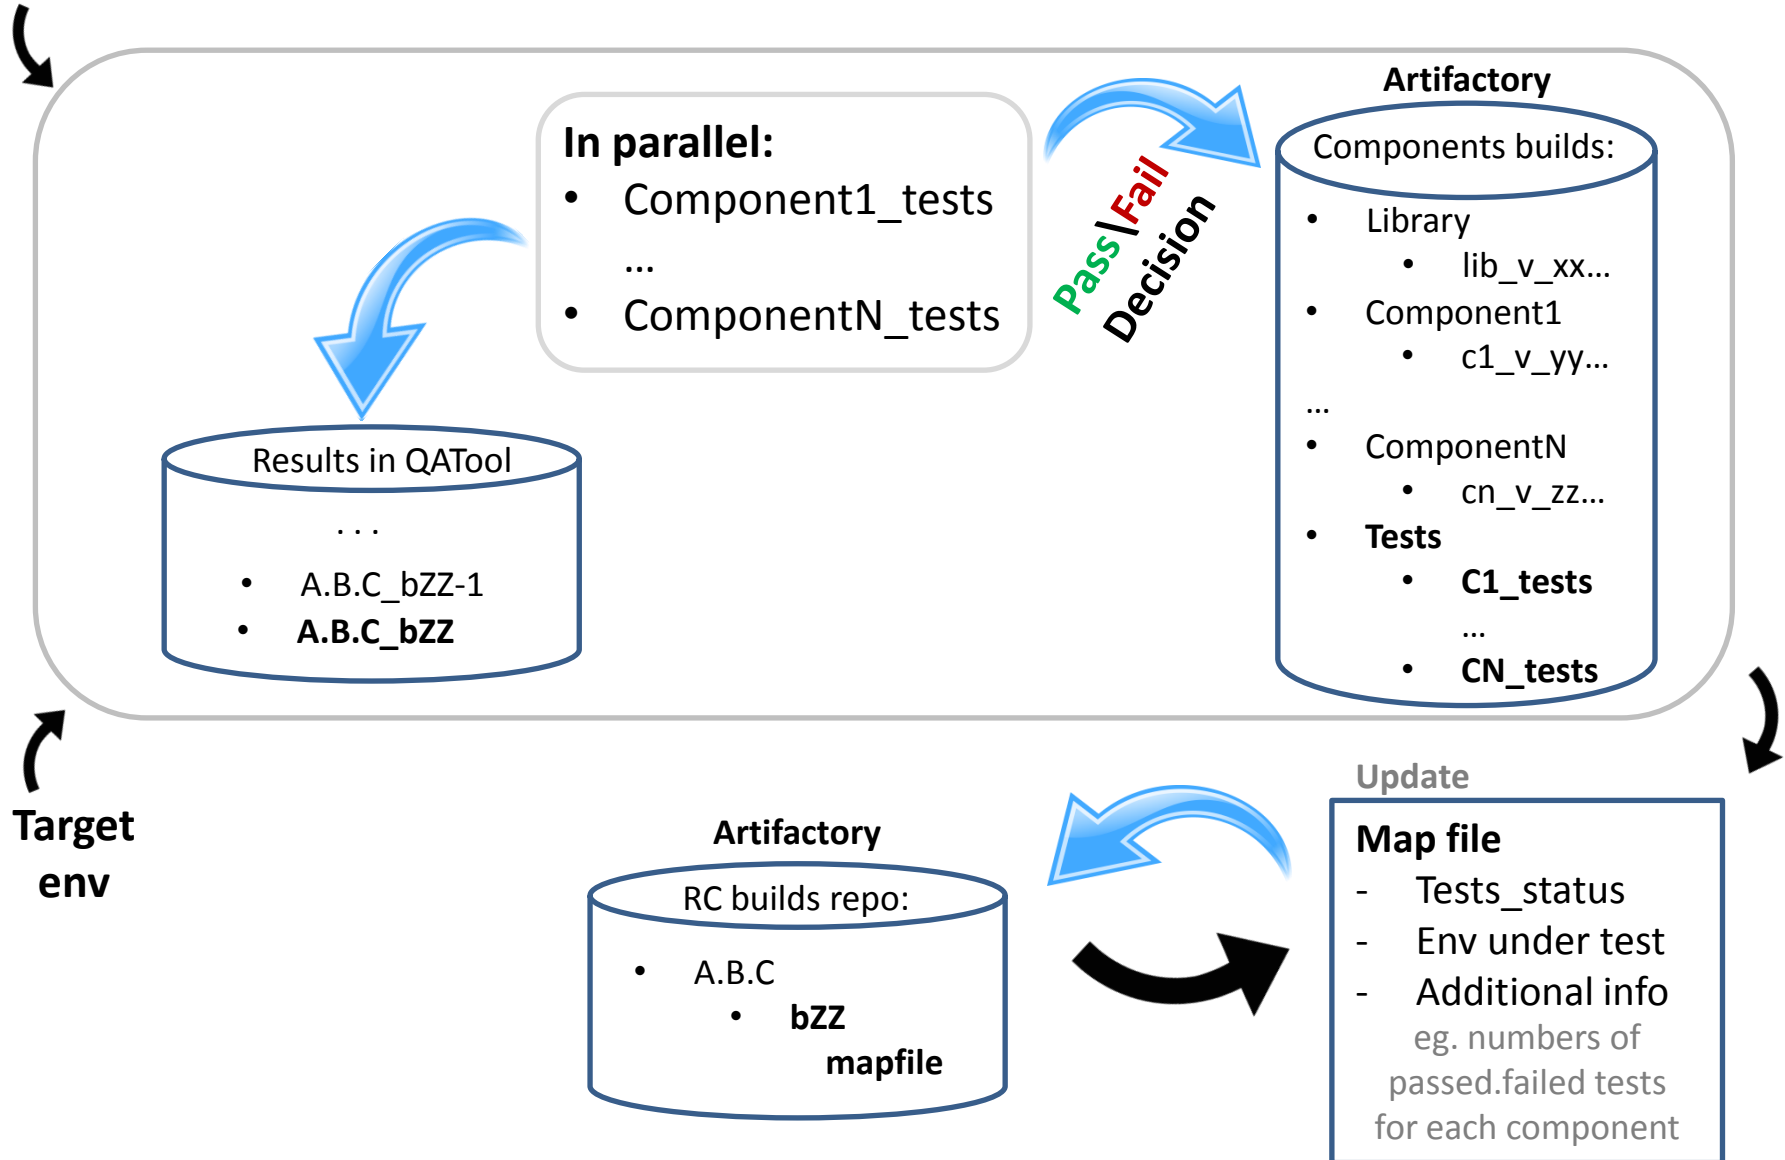 In parallel:
• Component1_tests
...
• ComponentN_tests
Pass\Fail
Decision
Artifactory
Components builds:
• Library
• lib_v_xx...
• Component1
• c1_v_yy...
...
• ComponentN
• cn_v_zz...
• Tests
• C1_tests
...
• CN_tests
Results in QATool
. . .
• A.B.C_bZZ-1
• A.B.C_bZZ
Target
env
Artifactory
RC builds repo:
• A.B.C
• bZZ
mapfile
Update
Map file
- Tests_status
- Env under test
- Additional info
eg. numbers of
passed.failed tests
for each component